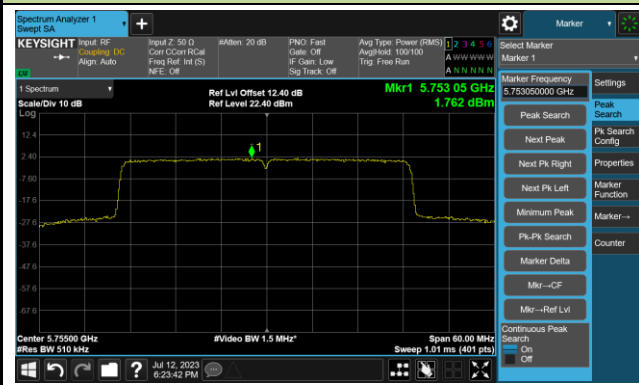 Spectrum Analyzer 1
Swept SA
+
Marker
KEYSIGHT
Input: RF
Coupling: DC
Align: Auto
Input Z: 50 Ω
Corr CCorr RCal
Freq Ref: Int (S)
NFE: Off
#Atten: 20 dB
PNO: Fast
Gate: Off
IF Gain: Low
Sig Track: Off
Avg Type: Power (RMS)
Avg|Hold: 100/100
Trig: Free Run
1 2 3 4 5 6
A W W W W W
A N N N N N
Select Marker
Marker 1
LXI
1 Spectrum
Scale/Div 10 dB
Log
Ref Lvl Offset 12.40 dB
Ref Level 22.40 dBm
Mkr1 5.753 05 GHz
1.762 dBm
12.4
2.40
-7.60
-17.6
-27.6
-37.6
-47.6
-57.6
-67.6
1
Center 5.75500 GHz
#Res BW 510 kHz
#Video BW 1.5 MHz*
Span 60.00 MHz
Sweep 1.01 ms (401 pts)
Marker Frequency
5.753050000 GHz
Peak Search
Next Peak
Next Pk Right
Next Pk Left
Minimum Peak
Pk-Pk Search
Marker Delta
Mkr→CF
Mkr→Ref Lvl
Continuous Peak
Search
On
Off
Settings
Peak
Search
Pk Search
Config
Properties
Marker
Function
Marker→
Counter
?
Jul 12, 2023
6:23:42 PM